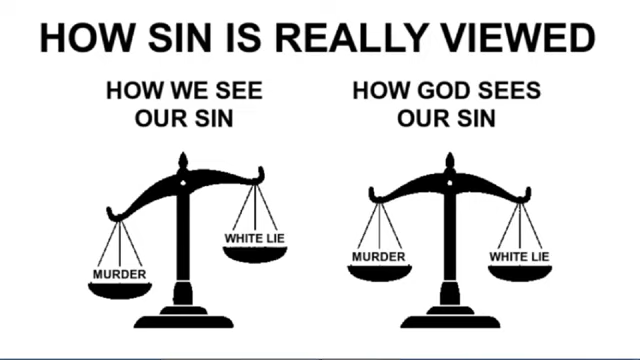 HOW SIN IS REALLY VIEWED
HOW WE SEE
OUR SIN
WHITE LIE
MURDER
HOW GOD SEES
OUR SIN
MURDER
WHITE LIE